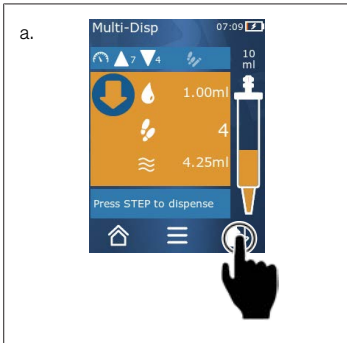 a.
Multi-Disp 07:09
7 4
10
ml
1.00ml
4
4.25ml
Press STEP to dispense